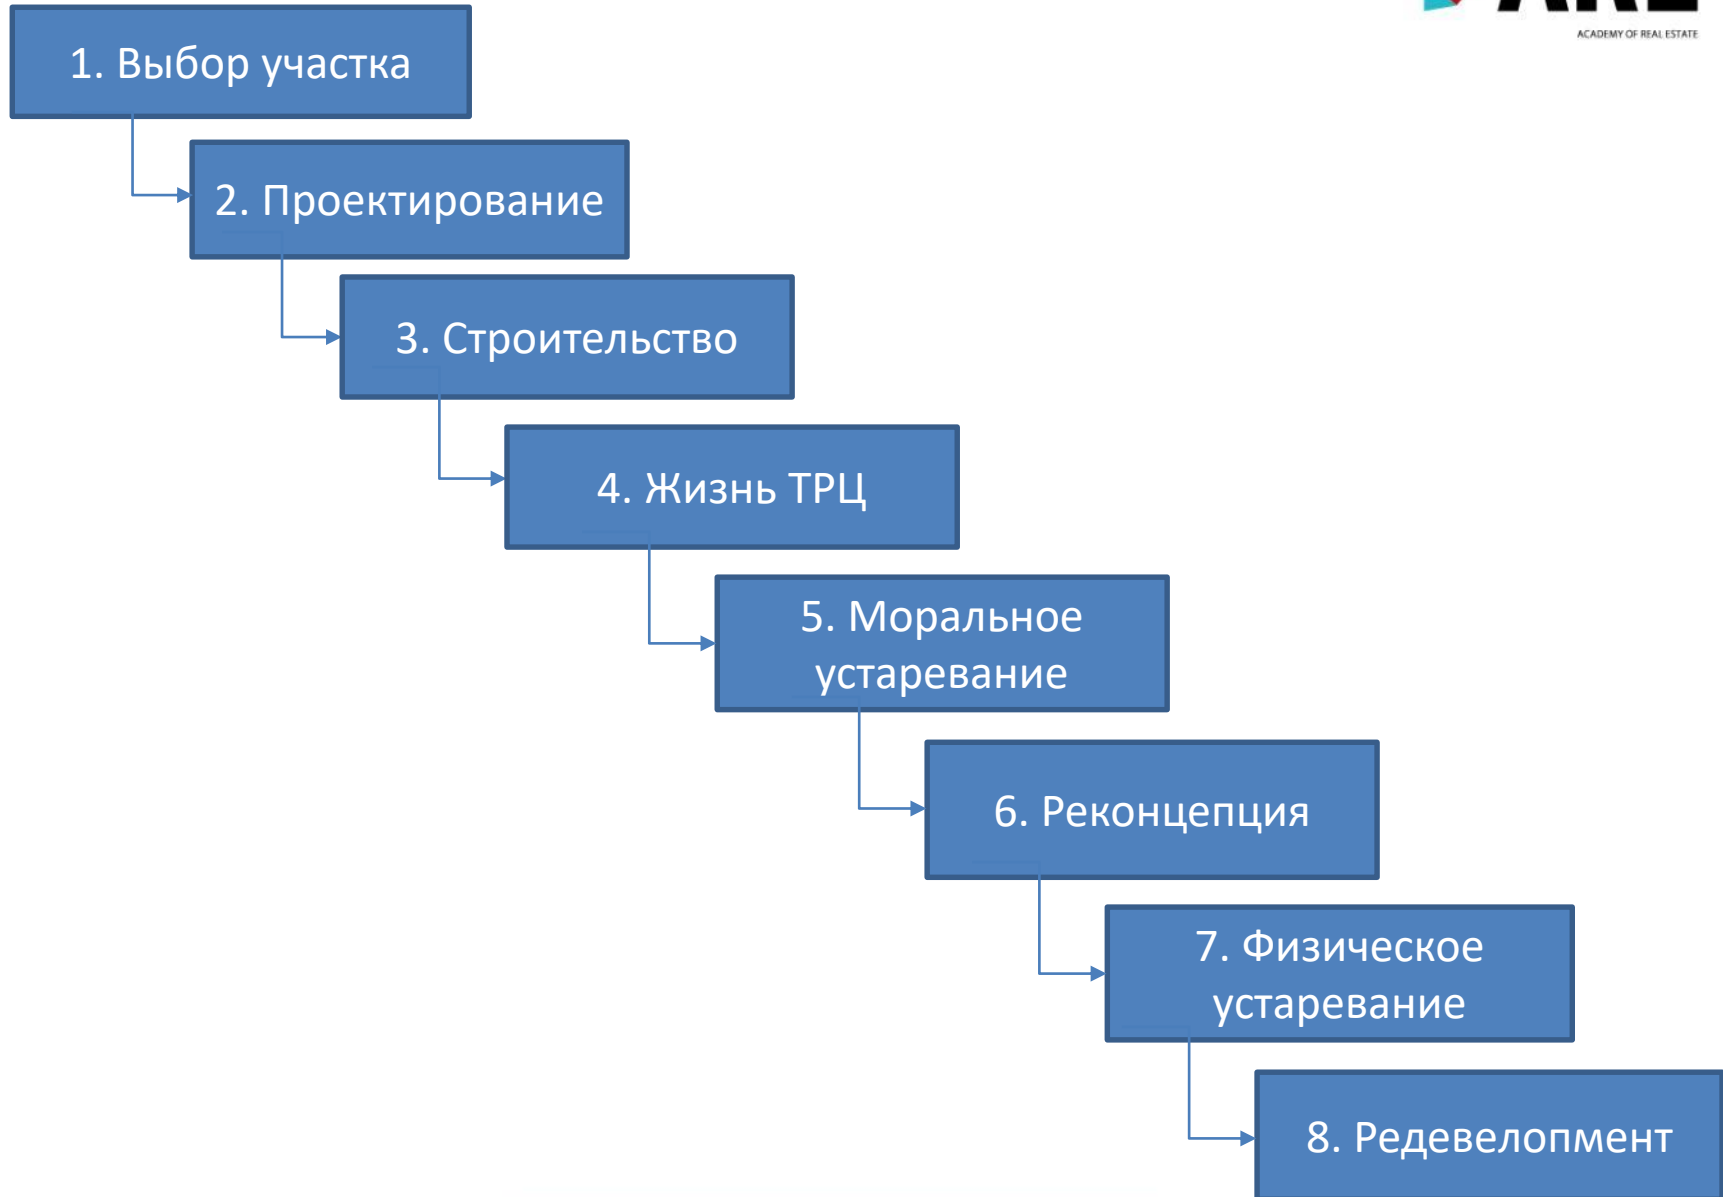 ARE
ACADEMY OF REAL ESTATE
1. Выбор участка
2. Проектирование
3. Строительство
4. Жизнь ТРЦ
5. Моральное
устаревание
6. Реконцепция
7. Физическое
устаревание
8. Редевелопмент